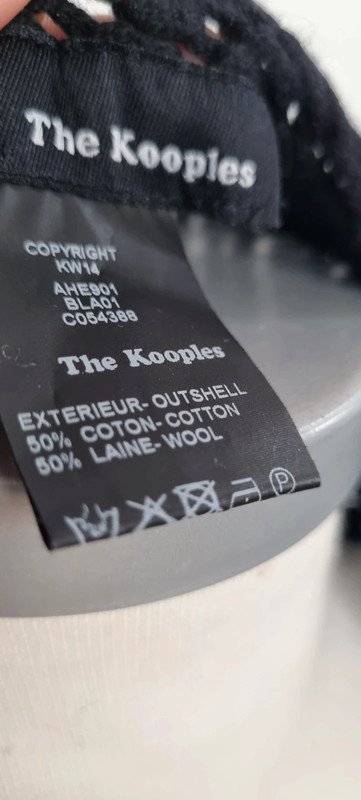 The Kooples
COPYRIGHT
KW14
AHE901
BLA01
C054388
The Kooples
EXTERIEUR- OUTSHELL
50% COTON- COTTON
50% LAINE- WOOL
P